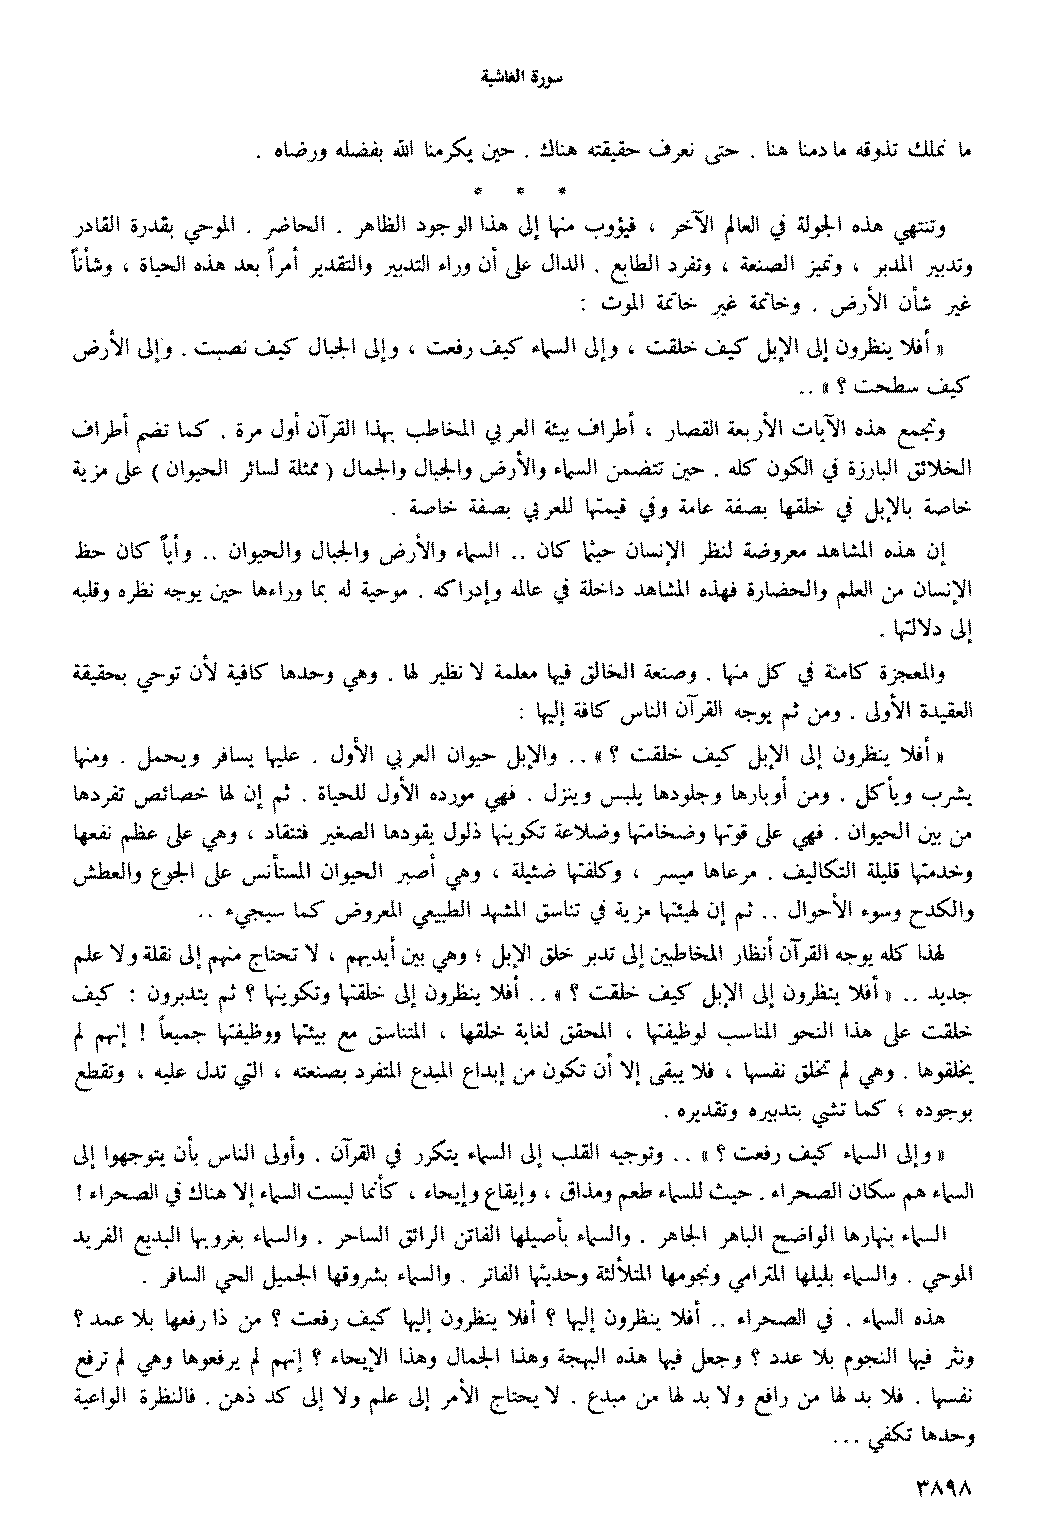 سورة الغاشية
ما نملك تذوقه ما دمنا هنا . حتى نعرف حقيقته هناك . حين يكرمنا الله بفضله ورضاه .
* * *
وتنتهي هذه الجولة في العالم الآخر ، فيؤوب منها إلى هذا الوجود الظاهر . الحاضر . الموحي بقدرة القادر
وتدبير المدبر ، وتميز الصنعة ، وتفرد الطابع . الدال على أن وراء التدبير والتقدير أمراً بعد هذه الحياة ، وشأناً
غير شأن الأرض . وخاتمة غير خاتمة الموت :
« أفلا ينظرون إلى الإبل كيف خلقت ، وإلى السماء كيف رفعت ، وإلى الجبال كيف نصبت . وإلى الأرض
كيف سطحت ؟ » ..
وتجمع هذه الآيات الأربعة القصار ، أطراف بيئة العربي المخاطب بهذا القرآن أول مرة . كما تضم أطراف
الخلائق البارزة في الكون كله . حين تتضمن السماء والأرض والجبال والجمال ( ممثلة لسائر الحيوان ) على مزية
خاصة بالإبل في خلقها بصفة عامة وفي قيمتها للعربي بصفة خاصة .
إن هذه المشاهد معروضة لنظر الإنسان حيثما كان .. السماء والأرض والجبال والحيوان .. وأياً كان حظ
الإنسان من العلم والحضارة فهذه المشاهد داخلة في عالمه وإدراكه . موحية له بما وراءها حين يوجه نظره وقلبه
إلى دلالتها .
والمعجزة كامنة في كل منها . وصنعة الخالق فيها معلمة لا نظير لها . وهي وحدها كافية لأن توحي بحقيقة
العقيدة الأولى . ومن ثم يوجه القرآن الناس كافة إليها :
« أفلا ينظرون إلى الإبل كيف خلقت ؟ » .. والإبل حيوان العربي الأول . عليها يسافر ويحمل . ومنها
يشرب ويأكل . ومن أوبارها وجلودها يلبس وينزل . فهي مورده الأول للحياة . ثم إن لها خصائص تفردها
من بين الحيوان . فهي على قوتها وضخامتها وضلاعة تكوينها ذلول يقودها الصغير فتنقاد ، وهي على عظم نفعها
وخدمتها قليلة التكاليف . مرعاها ميسر ، وكلفتها ضئيلة ، وهي أصبر الحيوان المستأنس على الجوع والعطش
والكدح وسوء الأحوال .. ثم إن لهيئتها مزية في تناسق المشهد الطبيعي المعروض كما سيجيء ..
لهذا كله يوجه القرآن أنظار المخاطبين إلى تدبر خلق الإبل ؛ وهي بين أيديهم ، لا تحتاج منهم إلى نقلة ولا علم
جديد .. « أفلا ينظرون إلى الإبل كيف خلقت ؟ » .. أفلا ينظرون إلى خلقتها وتكوينها ؟ ثم يتدبرون : كيف
خلقت على هذا النحو المناسب لوظيفتها ، المحقق لغاية خلقها ، المتناسق مع بيئتها ووظيفتها جميعاً ! إنهم لم
يخلقوها . وهي لم تخلق نفسها ، فلا يبقى إلا أن تكون من إبداع المبدع المتفرد بصنعته ، التي تدل عليه ، وتقطع
بوجوده ؛ كما تشي بتدبيره وتقديره .
« وإلى السماء كيف رفعت ؟ » .. وتوجيه القلب إلى السماء يتكرر في القرآن . وأولى الناس بأن يتوجهوا إلى
السماء هم سكان الصحراء . حيث للسماء طعم ومذاق ، وإيقاع وإيحاء ، كأنما ليست السماء إلا هناك في الصحراء !
السماء بنهارها الواضح الباهر الجاهر . والسماء بأصيلها الفاتن الرائق الساحر . والسماء بغروبها البديع الفريد
الموحي . والسماء بليلها المترامي ونجومها المتلألئة وحديثها الفاتر . والسماء بشروقها الجميل الحي السافر .
هذه السماء . في الصحراء .. أفلا ينظرون إليها ؟ أفلا ينظرون إليها كيف رفعت ؟ من ذا رفعها بلا عمد ؟
ونثر فيها النجوم بلا عدد ؟ وجعل فيها هذه البهجة وهذا الجمال وهذا الإيحاء ؟ إنهم لم يرفعوها وهي لم ترفع
نفسها . فلا بد لها من رافع ولا بد لها من مبدع . لا يحتاج الأمر إلى علم ولا إلى كد ذهن . فالنظرة الواعية
وحدها تكفي ...
٣٨٩٨